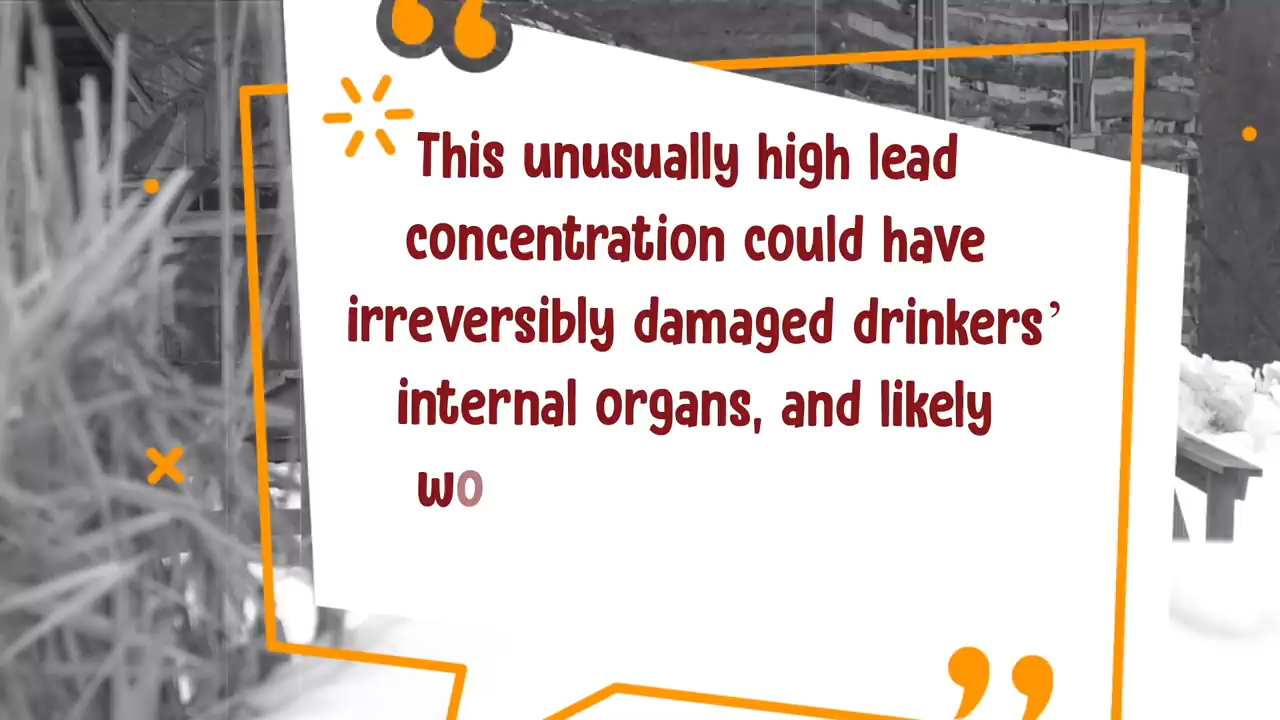 This unusually high lead
concentration could have
irreversibly damaged drinkers’
internal organs, and likely
wo